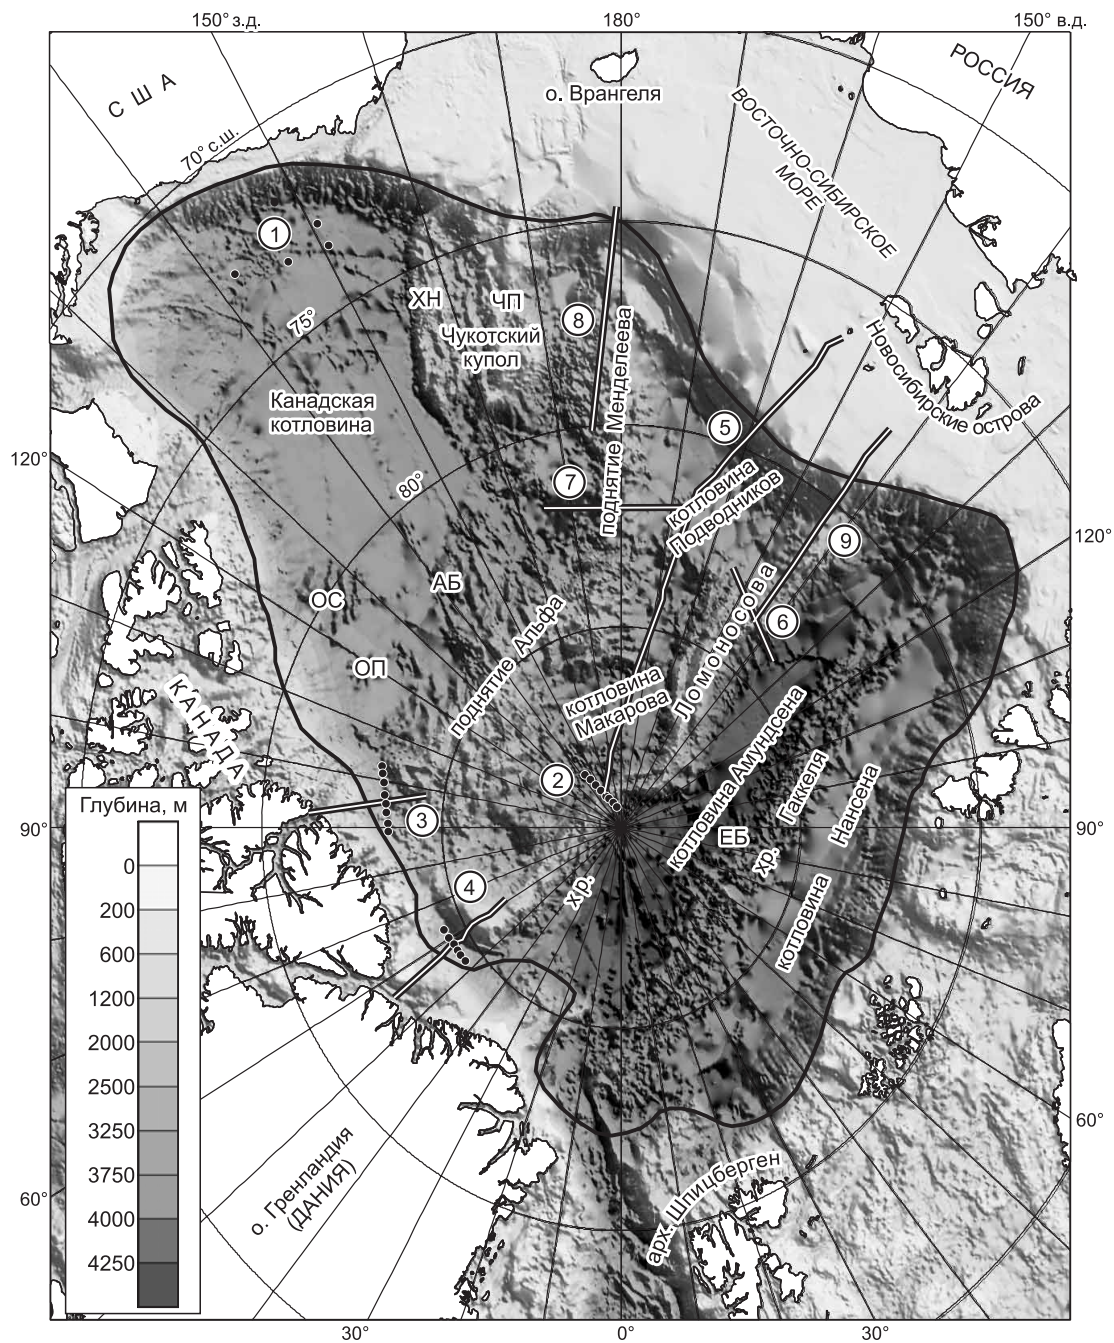 150° з.д.
180°
150° в.д.
США
РОССИЯ
о. Врангеля
70° с.ш.
ВОСТОЧНО-СИБИРСКОЕ
МОРЕ
1
ХН
ЧП
75°
8
Чукотский
купол
поднятие Менделеева
Новосибирские острова
Канадская
котловина
5
120°
80°
7
котловина
Подводников
9
120°
АБ
ОС
поднятие Альфа
6
Ломоносова
ОП
котловина
Макарова
КАНАДА
2
котловина Амундсена
Гаккеля
Нансена
Глубина, м
3
90°
ЕБ
90°
хр.
0
4
хр.
200
котловина
600
1200
2000
2500
3250
60°
3750
о. Гренландия
(ДАНИЯ)
арх. Шпицберген
60°
4000
4250
30°
0°
30°